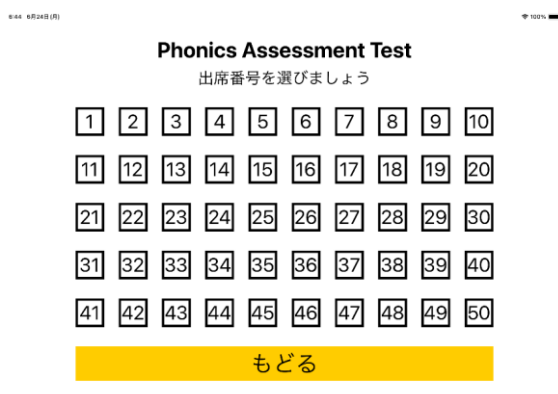 8:44 6月24日(月) 100%
Phonics Assessment Test
出席番号を選びましょう
1 2 3 4 5 6 7 8 9 10
11 12 13 14 15 16 17 18 19 20
21 22 23 24 25 26 27 28 29 30
31 32 33 34 35 36 37 38 39 40
41 42 43 44 45 46 47 48 49 50
もどる